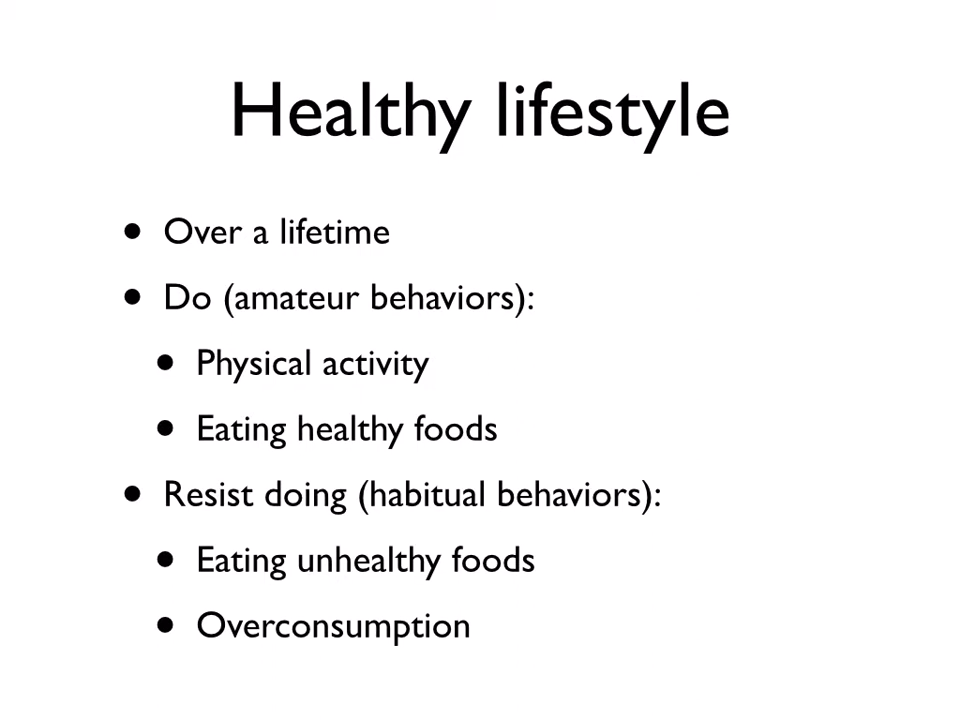 Healthy lifestyle
• Over a lifetime
• Do (amateur behaviors):
• Physical activity
• Eating healthy foods
• Resist doing (habitual behaviors):
• Eating unhealthy foods
• Overconsumption